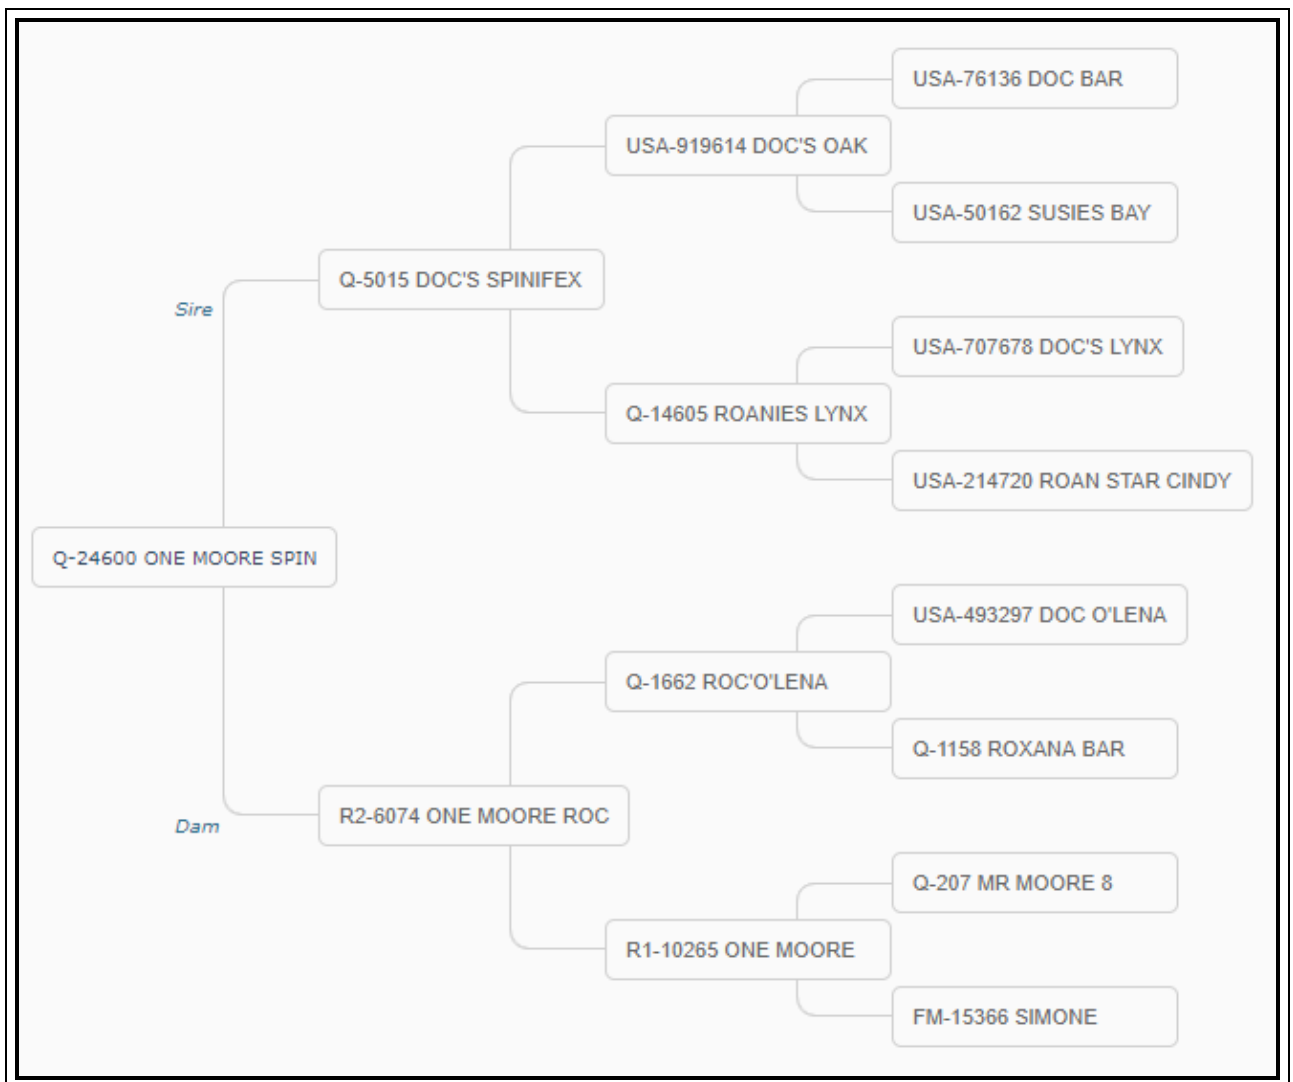 USA-76136 DOC BAR
USA-919614 DOC'S OAK
USA-50162 SUSIES BAY
Q-5015 DOC'S SPINIFEX
Sire
USA-707678 DOC'S LYNX
Q-14605 ROANIES LYNX
USA-214720 ROAN STAR CINDY
Q-24600 ONE MOORE SPIN
USA-493297 DOC O'LENA
Q-1662 ROC'O'LENA
Q-1158 ROXANA BAR
R2-6074 ONE MOORE ROC
Dam
Q-207 MR MOORE 8
R1-10265 ONE MOORE
FM-15366 SIMONE